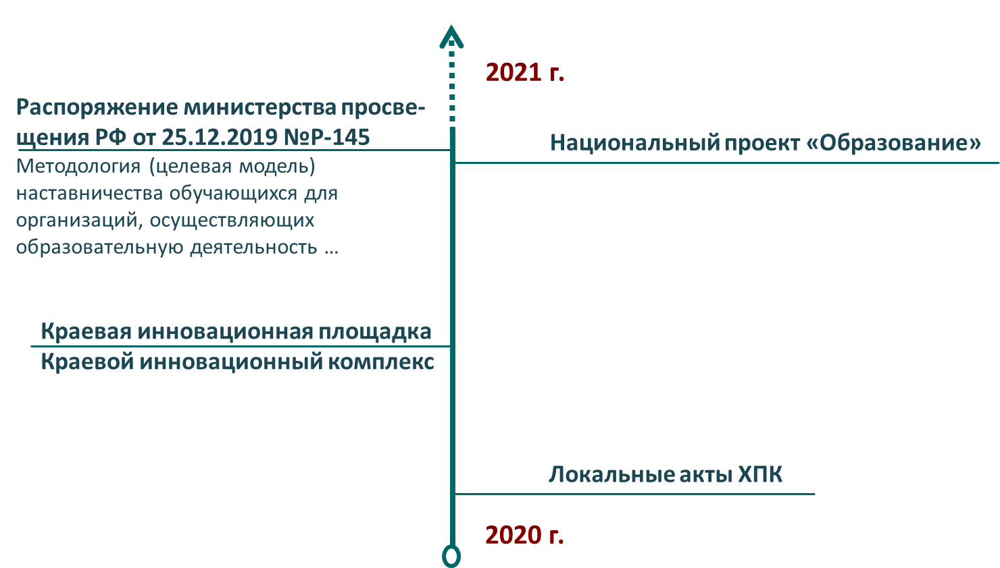 2021 г.
Распоряжение министерства просве-
щения РФ от 25.12.2019 №Р-145
Национальный проект «Образование»
Методология (целевая модель)
наставничества обучающихся для
организаций, осуществляющих
образовательную деятельность ...
Краевая инновационная площадка
Краевой инновационный комплекс
Локальные акты ХПК
2020 г.